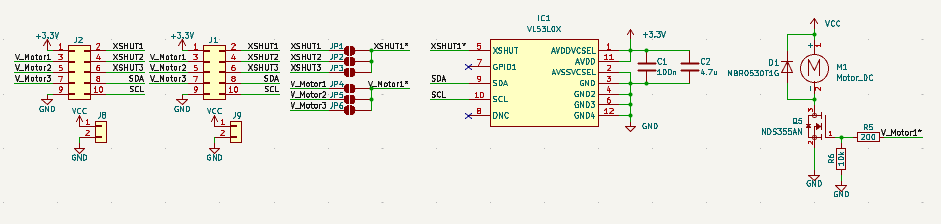 +3.3V
J2
1 2 XSHUT1
V_Motor1 3 4 XSHUT2
V_Motor2 5 6 XSHUT3
V_Motor3 7 8 SDA
9 10 SCL
GND
VCC
J8
1
2
GND
+3.3V
J1
1 2 XSHUT1
V_Motor1 3 4 XSHUT2
V_Motor2 5 6 XSHUT3
V_Motor3 7 8 SDA
9 10 SCL
GND
VCC
J9
1
2
GND
XSHUT1 JP1 XSHUT1*
XSHUT2 JP2
XSHUT3 JP3
V_Motor1 JP4 V_Motor1*
V_Motor2 JP5
V_Motor3 JP6
IC1
VL53L0X
XSHUT1* 5 XSHUT AVDDVCSEL 1
7 GPIO1 AVDD 11
AVSSVCSEL 2
SDA 9 SDA GND 3
SCL 10 SCL GND2 4
GND3 6
8 DNC GND4 12
+3.3V
C1
100n
C2
4.7u
GND
VCC
D1
NBR0530T1G
1
+
M1
Motor_DC
M
-
2
Q5
NDS355AN
3
1
2
R5
200
V_Motor1*
R6
10k
GND
GND